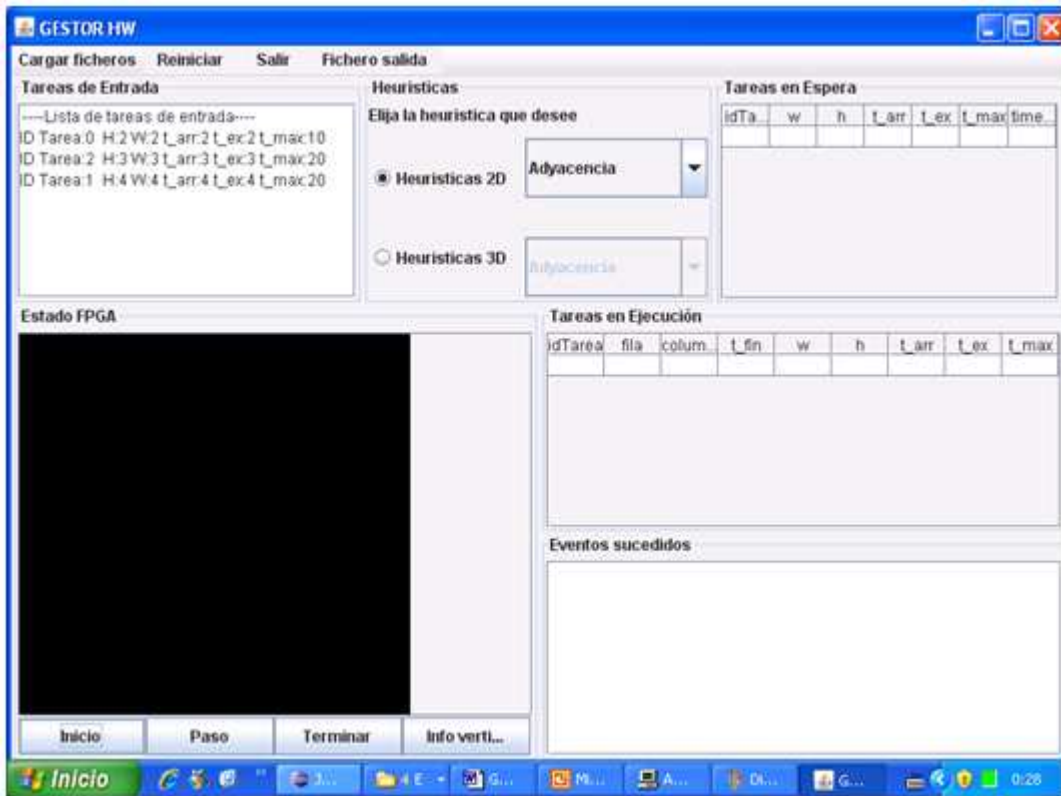 GESTOR HW
Cargar ficheros Reiniciar Salir Fichero salida
Tareas de Entrada
----Lista de tareas de entrada----
ID Tarea:0 H:2 W:2 t_arr:2 t_ex:2 t_max:10
ID Tarea:2 H:3 W:3 t_arr:3 t_ex:3 t_max:20
ID Tarea:1 H:4 W:4 t_arr:4 t_ex:4 t_max:20
Heuristicas
Elija la heuristica que desee
Heuristicas 2D
Adyacencia
Heuristicas 3D
Adyacencia
Tareas en Espera
idTa... w h t_arr t_ex t_max time...
Estado FPGA
Tareas en Ejecución
idTarea fila colum... t_fin w h t_arr t_ex t_max
Eventos sucedidos
Inicio Paso Terminar Info verti...
Inicio J... 4 E G... Mi... A... Di... G... 0:28